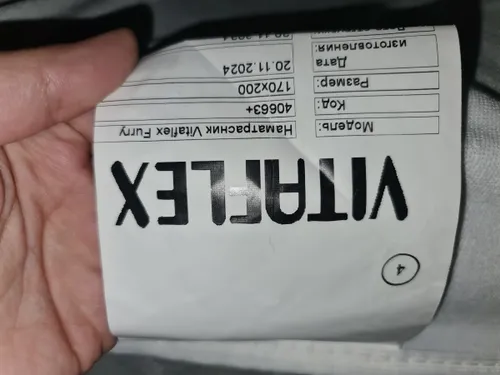 4
VITAFLEX
Модель: Наматрасник Vitaflex Furry
Код: 40663+
Размер: 170x200
Дата 20.11.2024
изготовления: